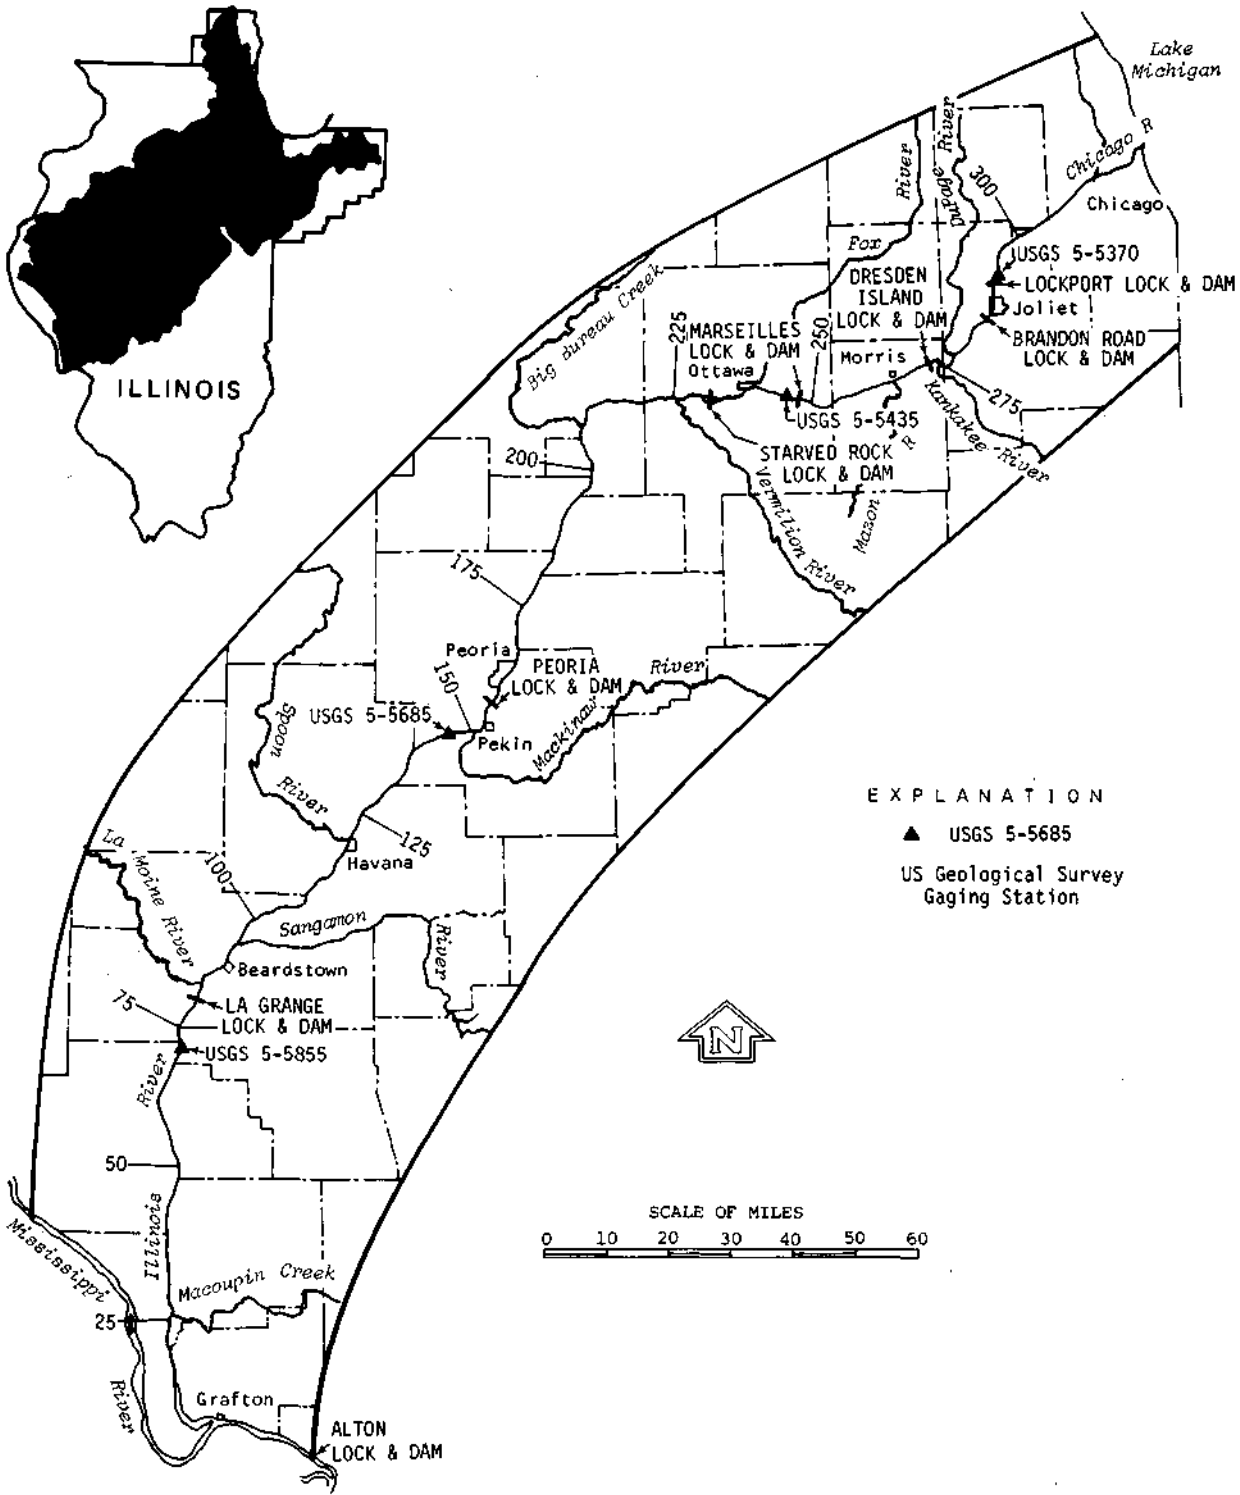 Lake
Michigan
River
DuPage River
300
Chicago R
Chicago
Fox
USGS 5-5370
LOCKPORT LOCK & DAM
DRESDEN
ISLAND
LOCK & DAM
Joliet
BRANDON ROAD
LOCK & DAM
Big Bureau Creek
225
MARSEILLES
LOCK & DAM
250
Ottawa
Morris
275
Kankakee River
ILLINOIS
USGS 5-5435
STARVED ROCK
LOCK & DAM
R
Mazon
Vermilion River
200
175
Peoria
PEORIA
LOCK & DAM
River
150
USGS 5-5685
Pekin
Mackinaw
Spoon
River
125
Havana
EXPLANATION
USGS 5-5685
US Geological Survey
Gaging Station
La
Moine River
100
Sangamon
River
Beardstown
75
LA GRANGE
LOCK & DAM
USGS 5-5855
River
N
50
Illinois
SCALE OF MILES
0 10 20 30 40 50 60
Mississippi
Macoupin Creek
25
River
Grafton
ALTON
LOCK & DAM